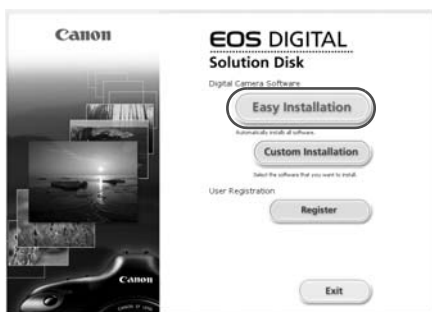 Canon
EOS DIGITAL
Solution Disk
Digital Camera Software
Easy Installation
Automatically install all software.
Custom Installation
Select the software that you want to install.
User Registration
Register
Canon
Exit